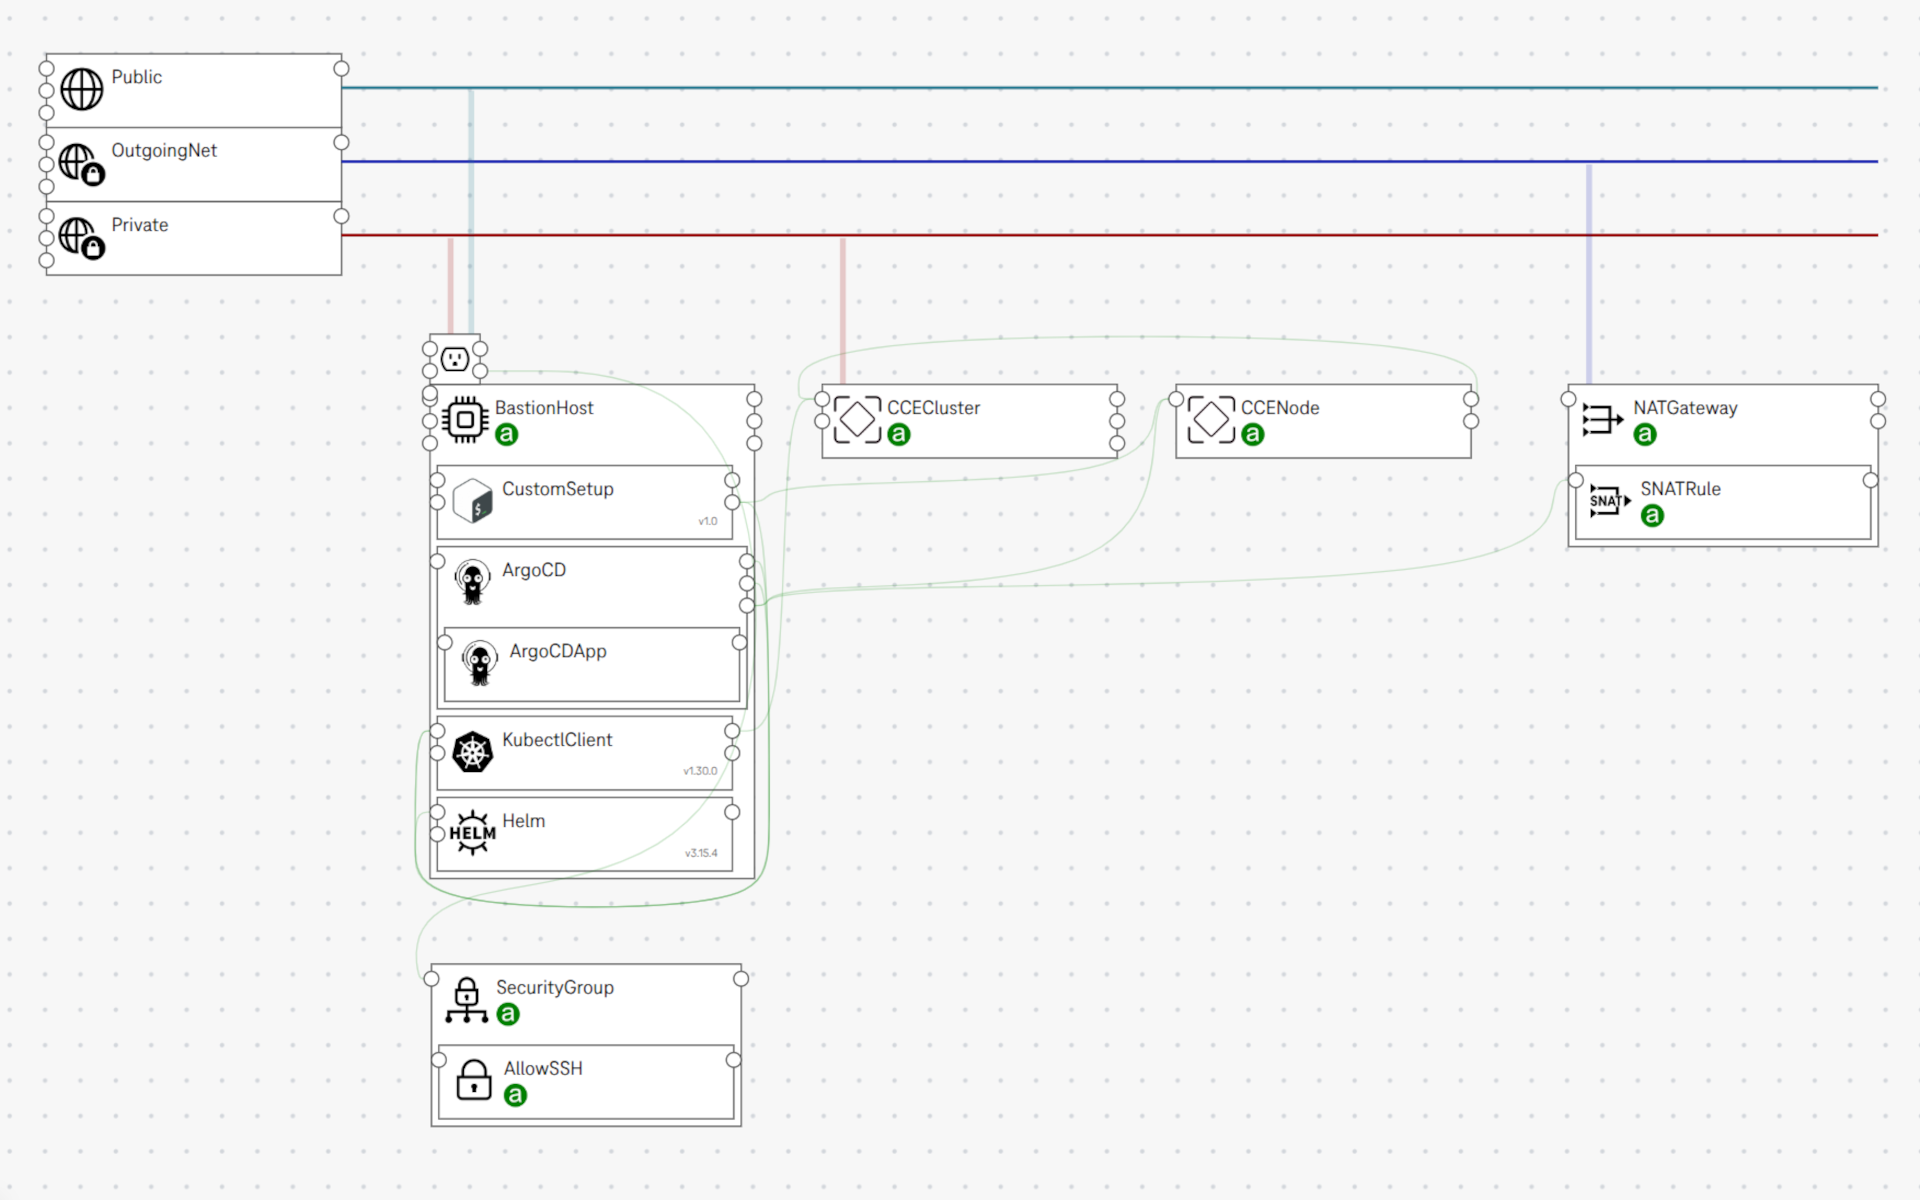 Public
OutgoingNet
Private
BastionHost
a
CustomSetup
$_
v1.0
ArgoCD
ArgoCDApp
KubectlClient
v1.30.0
HELM
Helm
v3.15.4
CCECluster
a
CCENode
a
NATGateway
a
SNAT
SNATRule
a
SecurityGroup
a
AllowSSH
a